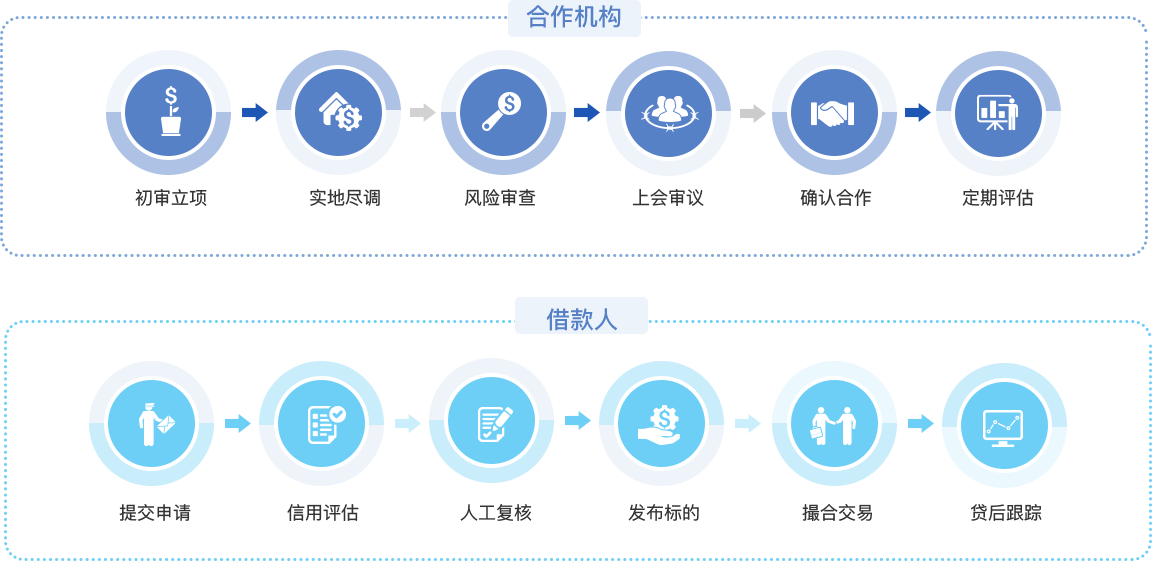 合作机构
初审立项
实地尽调
风险审查
上会审议
确认合作
定期评估
借款人
提交申请
信用评估
人工复核
发布标的
撮合交易
贷后跟踪